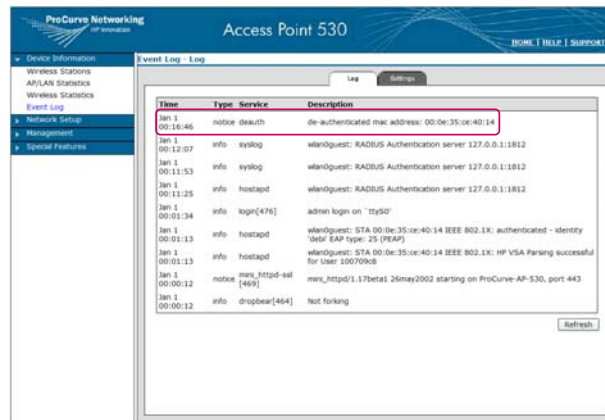 ProCurve Networking
HP Innovation
Access Point 530
HOME | HELP | SUPPORT
Device Information
Wireless Stations
AP/LAN Statistics
Wireless Statistics
Event Log
Network Setup
Management
Special Features
Event Log - Log
Log Settings
Time Type Service Description
Jan 1 00:16:46 notice deauth de-authenticated mac address: 00:0e:35:ce:40:14
Jan 1 00:12:07 info syslog wlan0guest: RADIUS Authentication server 127.0.0.1:1812
Jan 1 00:11:53 info syslog wlan0guest: RADIUS Authentication server 127.0.0.1:1812
Jan 1 00:11:25 info hostapd wlan0guest: RADIUS Authentication server 127.0.0.1:1812
Jan 1 00:01:34 info login[476] admin login on `ttyS0'
Jan 1 00:01:13 info hostapd wlan0guest: STA 00:0e:35:ce:40:14 IEEE 802.1X: authenticated - identity 'debi' EAP type: 25 (PEAP)
Jan 1 00:01:13 info hostapd wlan0guest: STA 00:0e:35:ce:40:14 IEEE 802.1X: HP VSA Parsing successful for User 100709c8
Jan 1 00:00:12 notice mini_httpd-ssl [469] mini_httpd/1.17beta1 26may2002 starting on ProCurve-AP-530, port 443
Jan 1 00:00:12 info dropbear[464] Not forking
Refresh